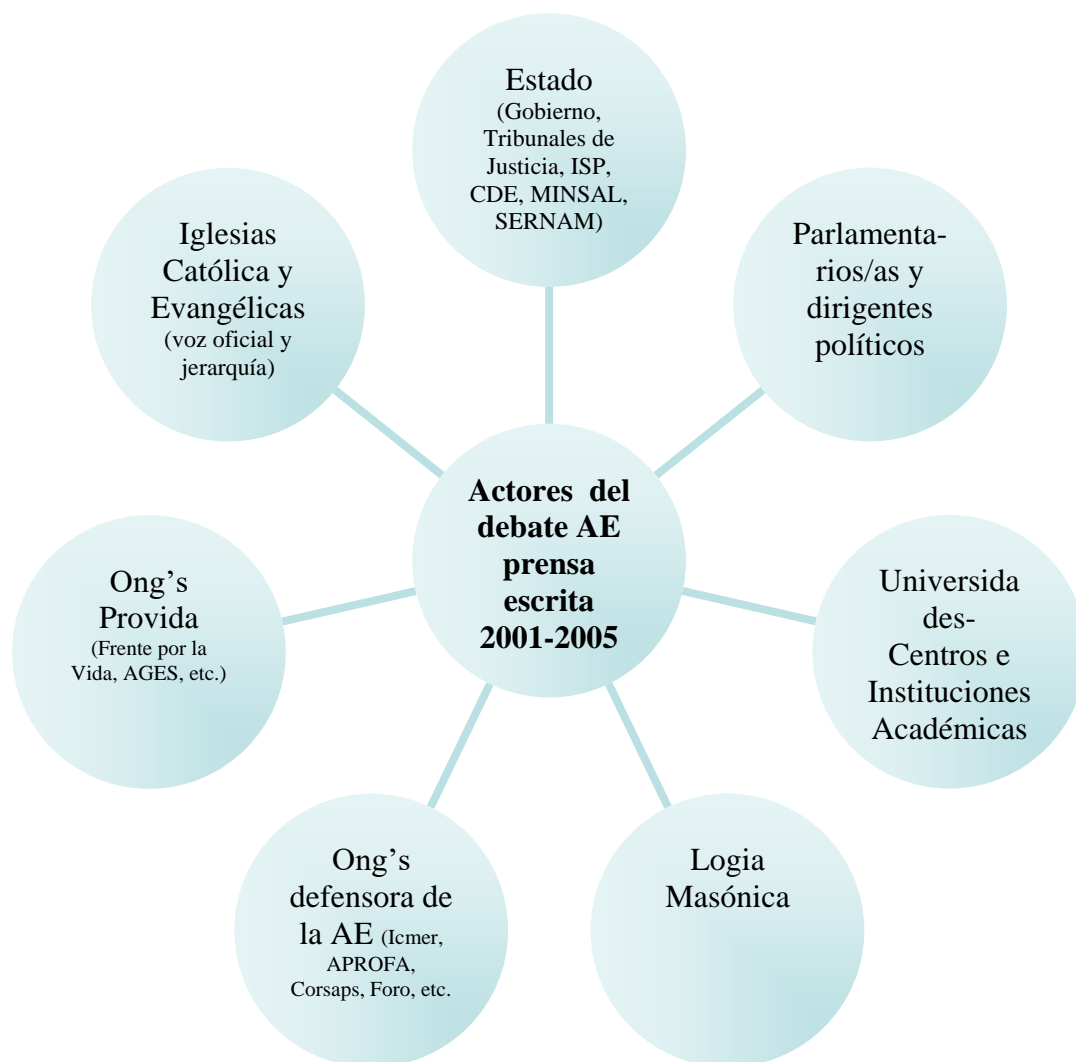 Estado
(Gobierno,
Tribunales de
Justicia, ISP,
CDE, MINSAL,
SERNAM)
Parlamenta-
rios/as y
dirigentes
políticos
Universida
des-
Centros e
Instituciones
Académicas
Logia
Masónica
Ong’s
defensora de
la AE (Icmer,
APROFA,
Corsaps, Foro, etc.
Ong’s
Provida
(Frente por la
Vida, AGES, etc.)
Iglesias
Católica y
Evangélicas
(voz oficial y
jerarquía)
Actores  del
debate AE
prensa
escrita
2001-2005